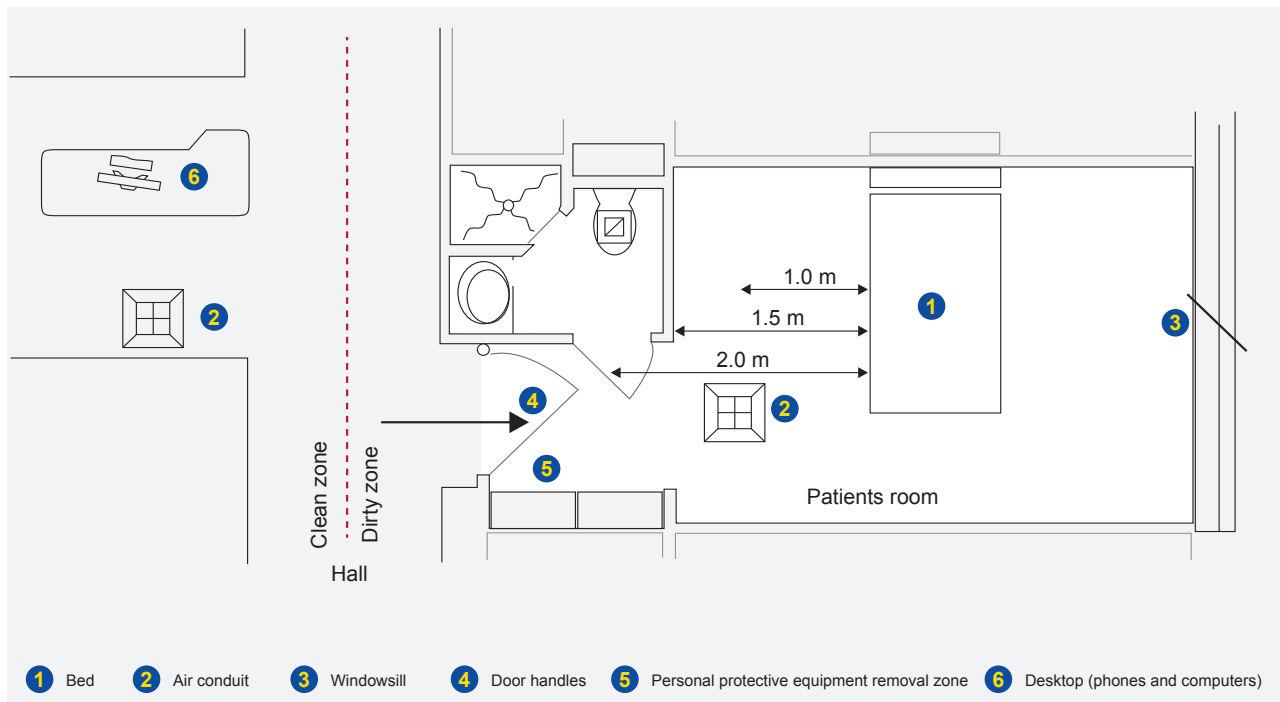 6
1.0 m
1
2
1.5 m
3
2.0 m
4
2
Clean zone
Dirty zone
5
Patients room
Hall
1 Bed 2 Air conduit 3 Windowsill 4 Door handles 5 Personal protective equipment removal zone 6 Desktop (phones and computers)